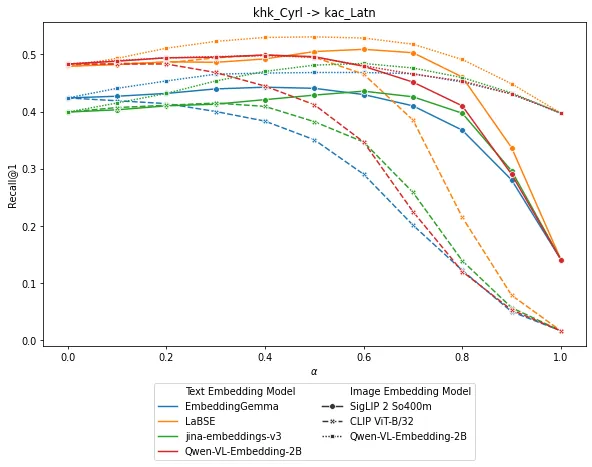 khk_Cyrl -> kac_Latn
Recall@1
0.5
0.4
0.3
0.2
0.1
0.0
0.0 0.2 0.4 0.6 0.8 1.0
α
Text Embedding Model Image Embedding Model
EmbeddingGemma SigLIP 2 So400m
LaBSE CLIP ViT-B/32
jina-embeddings-v3 Qwen-VL-Embedding-2B
Qwen-VL-Embedding-2B